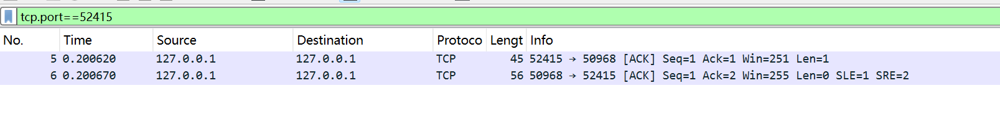 tcp.port==52415
No. Time Source Destination Protoco Lengt Info
5 0.200620 127.0.0.1 127.0.0.1 TCP 45 52415 → 50968 [ACK] Seq=1 Ack=1 Win=251 Len=1
6 0.200670 127.0.0.1 127.0.0.1 TCP 56 50968 → 52415 [ACK] Seq=1 Ack=2 Win=255 Len=0 SLE=1 SRE=2